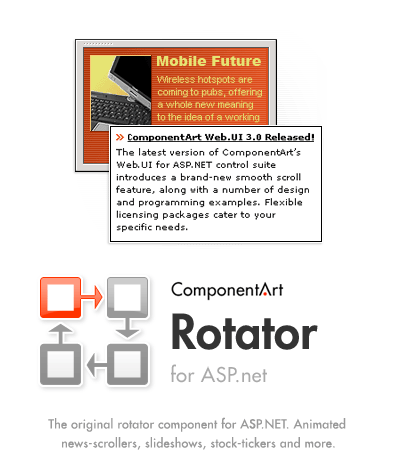 Mobile Future
Wireless hotspots are
coming to pubs, offering
a whole new meaning
to the idea of a working
» ComponentArt Web.UI 3.0 Released!
The latest version of ComponentArt's
Web.UI for ASP.NET control suite
introduces a brand-new smooth scroll
feature, along with a number of design
and programming examples. Flexible
licensing packages cater to your
specific needs.
ComponentArt
Rotator
for ASP.net
The original rotator component for ASP.NET. Animated
news-scrollers, slideshows, stock-tickers and more.